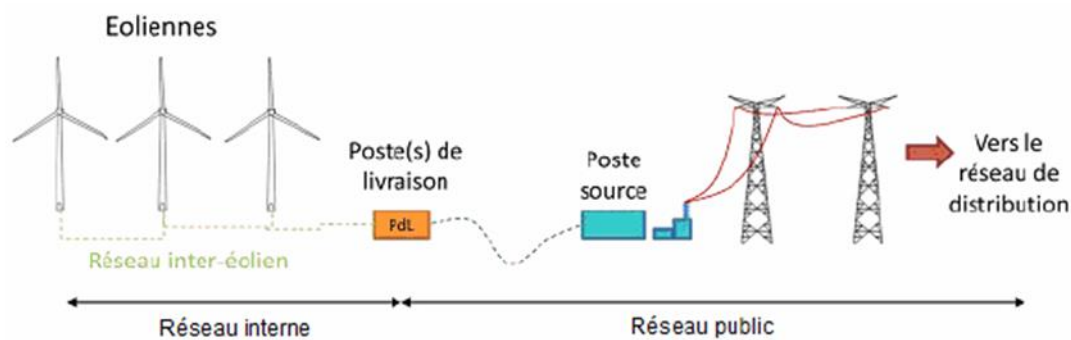 Eoliennes
Poste(s) de
livraison
PdL
Réseau inter-éolien
Poste
source
Vers le
réseau de
distribution
Réseau interne
Réseau public